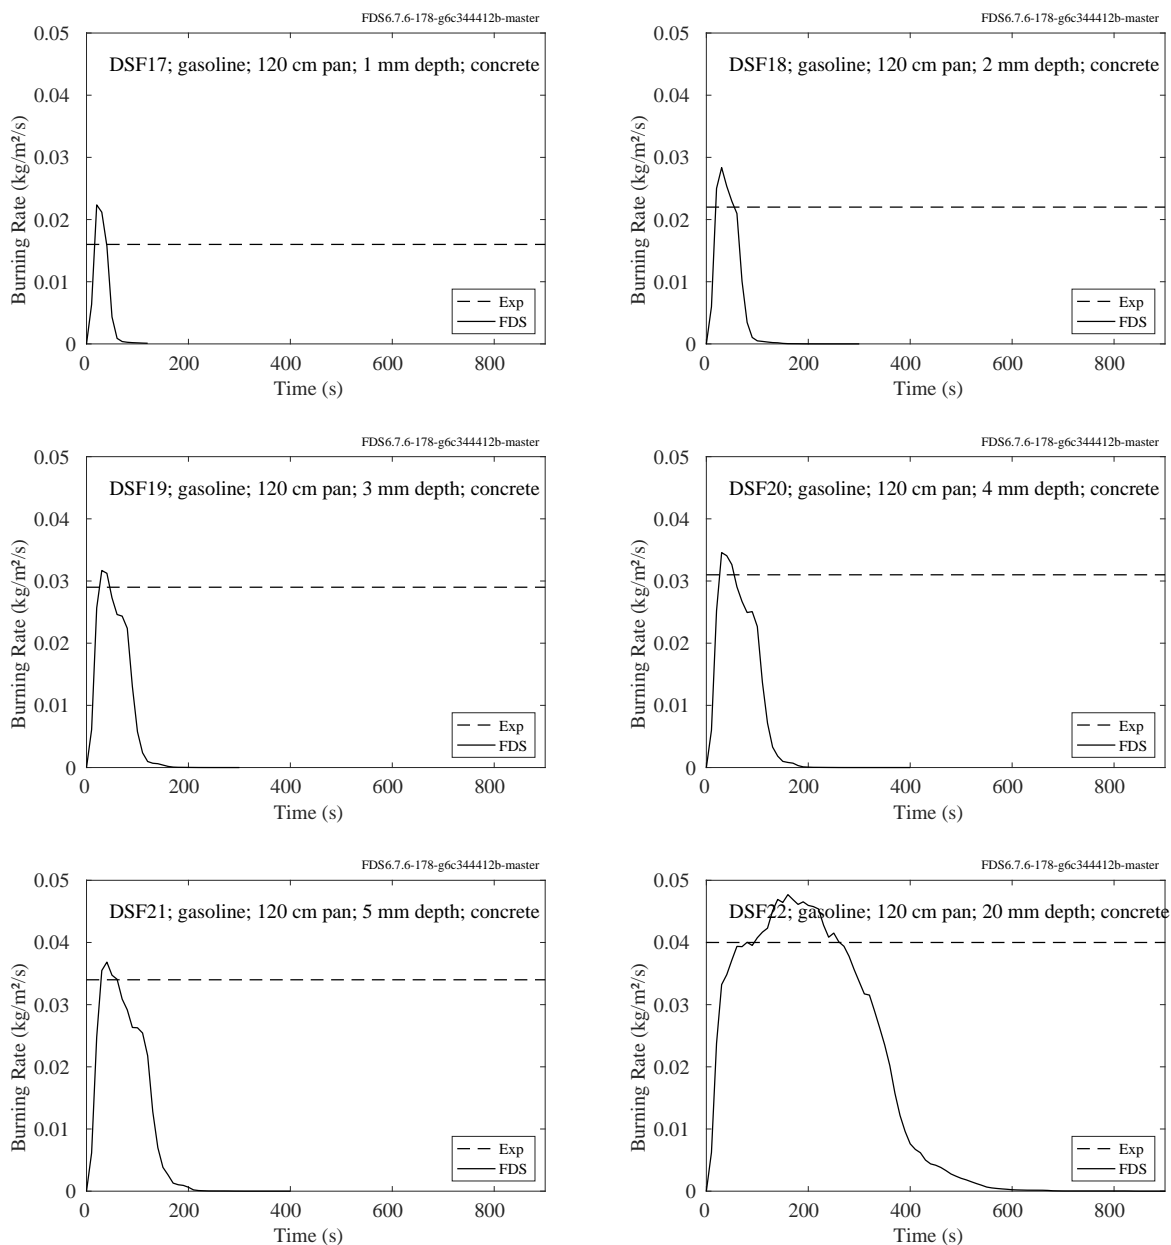 FDS6.7.6-178-g6c344412b-master
DSF17; gasoline; 120 cm pan; 1 mm depth; concrete
Burning Rate (kg/m²/s)
0.05
0.04
0.03
0.02
0.01
0
0 200 400 600 800
Time (s)
Exp
FDS
FDS6.7.6-178-g6c344412b-master
DSF18; gasoline; 120 cm pan; 2 mm depth; concrete
Burning Rate (kg/m²/s)
0.05
0.04
0.03
0.02
0.01
0
0 200 400 600 800
Time (s)
Exp
FDS
FDS6.7.6-178-g6c344412b-master
DSF19; gasoline; 120 cm pan; 3 mm depth; concrete
Burning Rate (kg/m²/s)
0.05
0.04
0.03
0.02
0.01
0
0 200 400 600 800
Time (s)
Exp
FDS
FDS6.7.6-178-g6c344412b-master
DSF20; gasoline; 120 cm pan; 4 mm depth; concrete
Burning Rate (kg/m²/s)
0.05
0.04
0.03
0.02
0.01
0
0 200 400 600 800
Time (s)
Exp
FDS
FDS6.7.6-178-g6c344412b-master
DSF21; gasoline; 120 cm pan; 5 mm depth; concrete
Burning Rate (kg/m²/s)
0.05
0.04
0.03
0.02
0.01
0
0 200 400 600 800
Time (s)
Exp
FDS
FDS6.7.6-178-g6c344412b-master
DSF22; gasoline; 120 cm pan; 20 mm depth; concrete
Burning Rate (kg/m²/s)
0.05
0.04
0.03
0.02
0.01
0
0 200 400 600 800
Time (s)
Exp
FDS